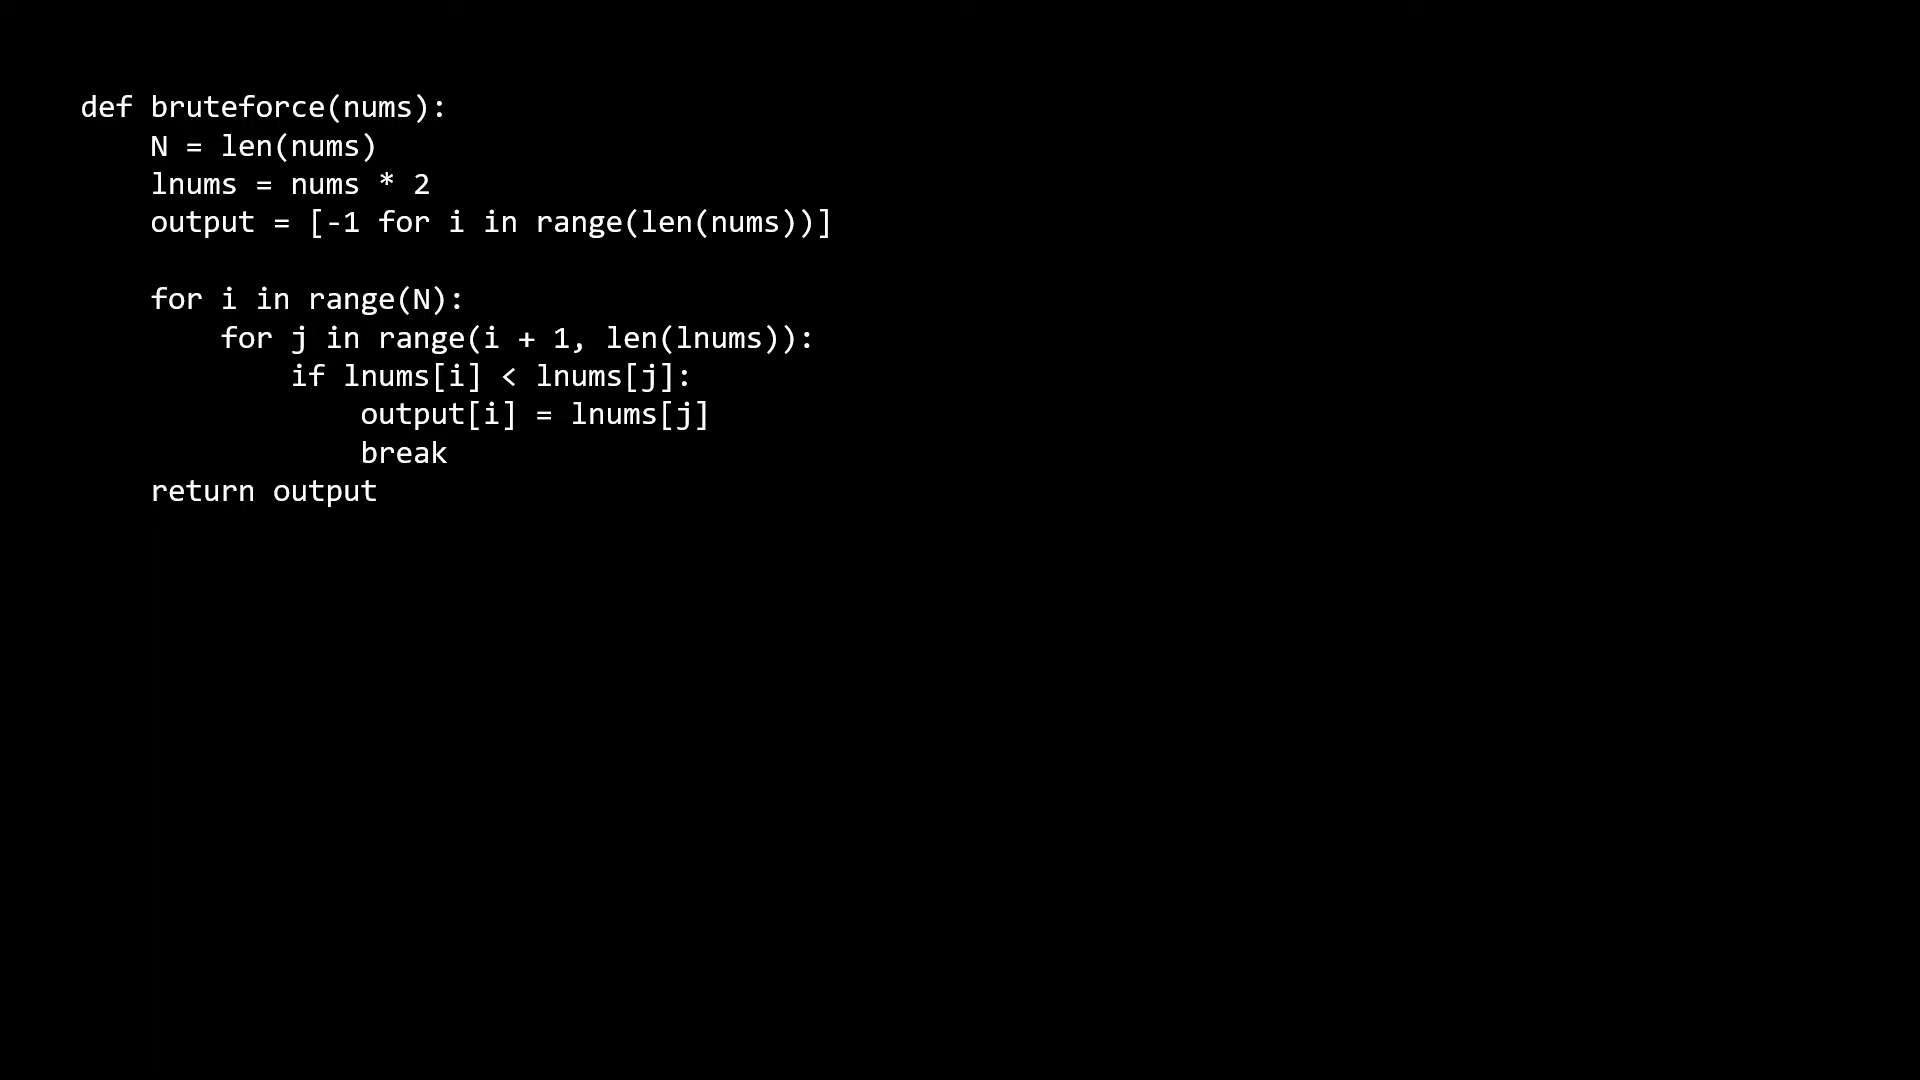 def bruteforce(nums):
    N = len(nums)
    lnums = nums * 2
    output = [-1 for i in range(len(nums))]

    for i in range(N):
        for j in range(i + 1, len(lnums)):
            if lnums[i] < lnums[j]:
                output[i] = lnums[j]
                break
    return output